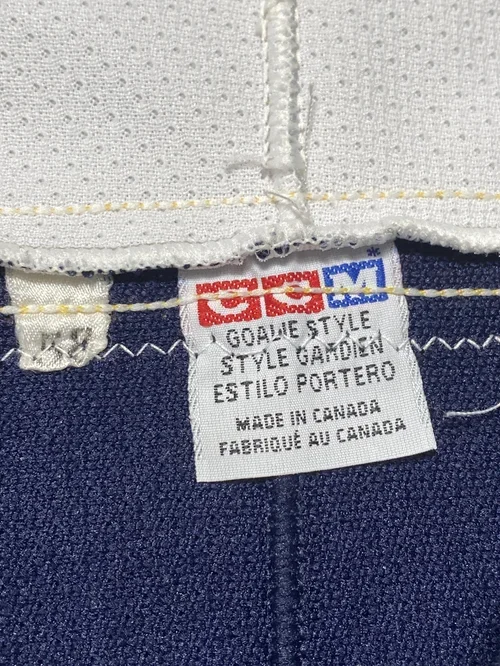 CCM*
GOALIE STYLE
STYLE GARDIEN
ESTILO PORTERO
MADE IN CANADA
FABRIQUÉ AU CANADA